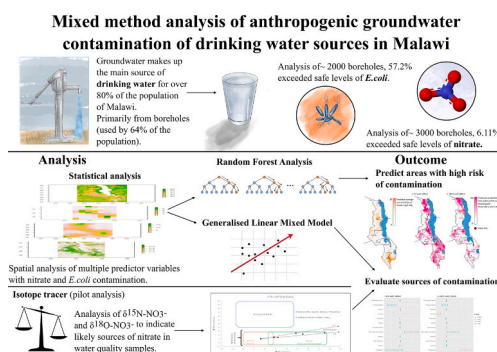 Mixed method analysis of anthropogenic groundwater
contamination of drinking water sources in Malawi
Groundwater makes up
the main source of
drinking water for over
80% of the population
of Malawi.
Primarily from boreholes
(used by 64% of the
population).
Analysis of~ 2000 boreholes, 57.2%
exceeded safe levels of E.coli.
Analysis of~ 3000 boreholes, 6.11%
exceeded safe levels of nitrate.
Analysis
Statistical analysis
Spatial analysis of multiple predictor variables
with nitrate and E.coli contamination.
Random Forest Analysis
...
Generalised Linear Mixed Model
Outcome
Predict areas with high risk
of contamination
Evaluate sources of contamination
Isotope tracer (pilot analysis)
Analaysis of δ15N-NO3-
and δ18O-NO3- to indicate
likely sources of nitrate in
water quality samples.